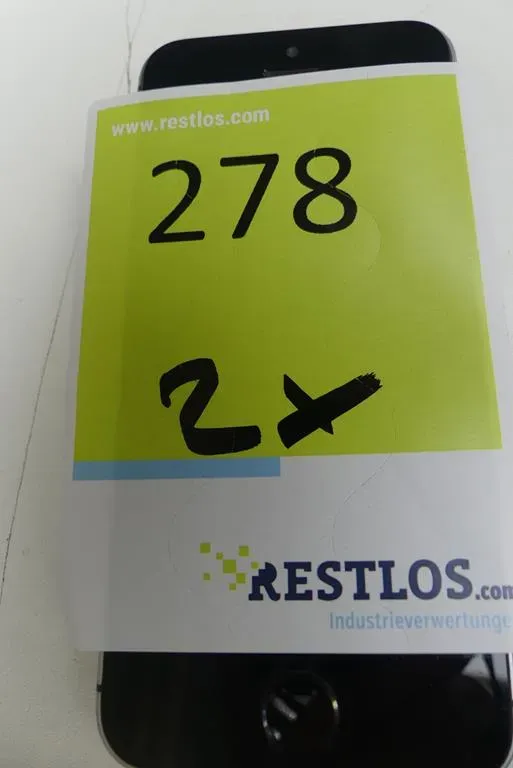 www.restlos.com
278
2x
RESTLOS.com
Industrieverwertunge